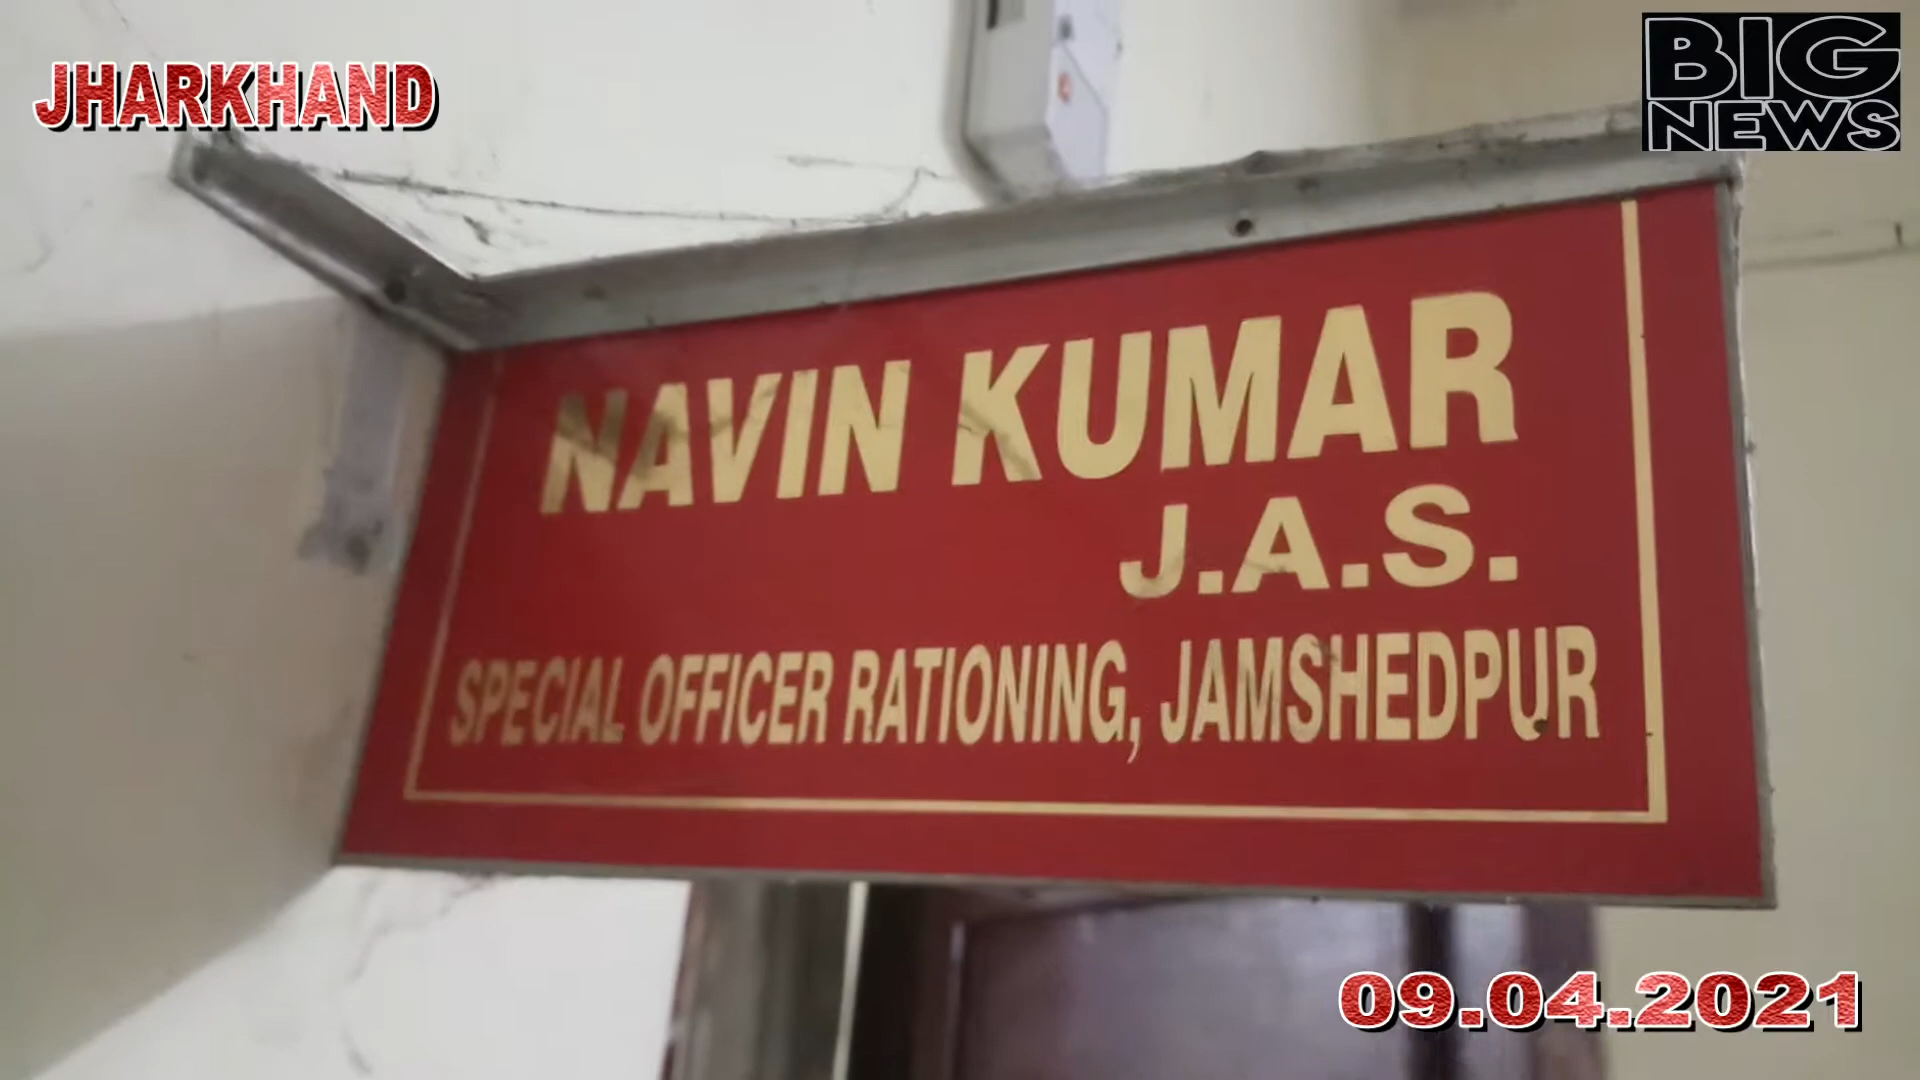 JHARKHAND
BIG
NEWS
NAVIN KUMAR
J.A.S.
SPECIAL OFFICER RATIONING, JAMSHEDPUR
09.04.2021